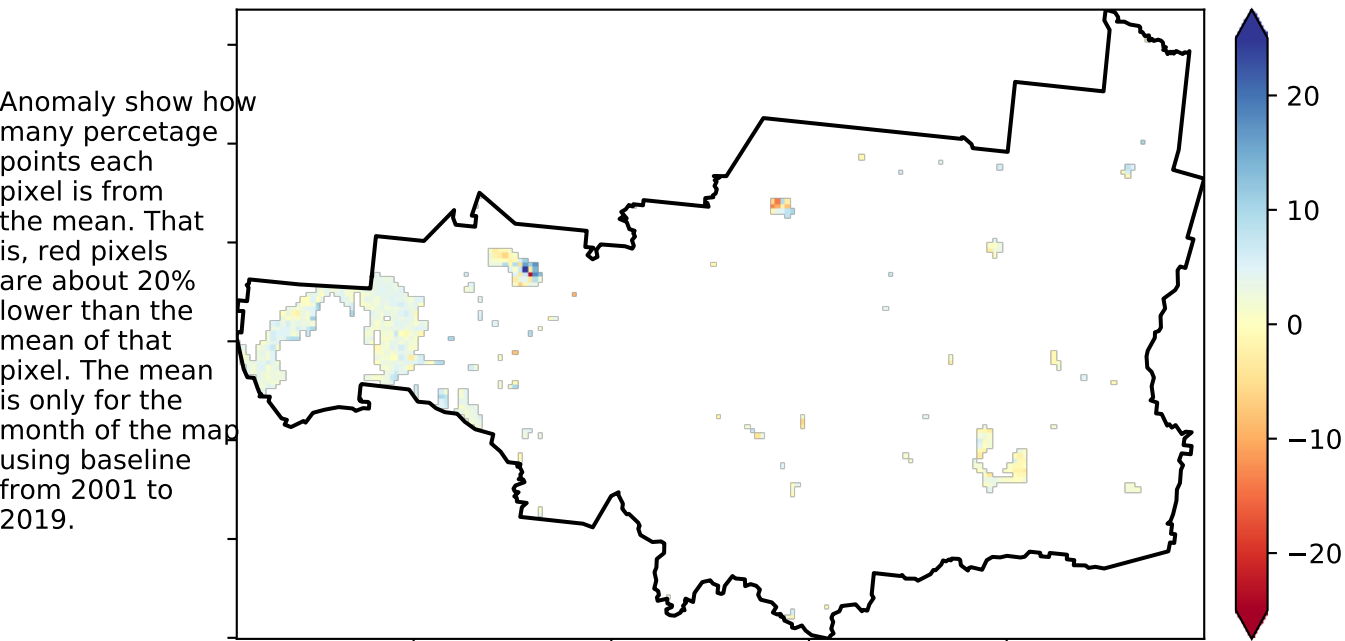 Anomaly show how
many percetage
points each
pixel is from
the mean. That
is, red pixels
are about 20%
lower than the
mean of that
pixel. The mean
is only for the
month of the map
using baseline
from 2001 to
2019.
20
10
0
−10
−20